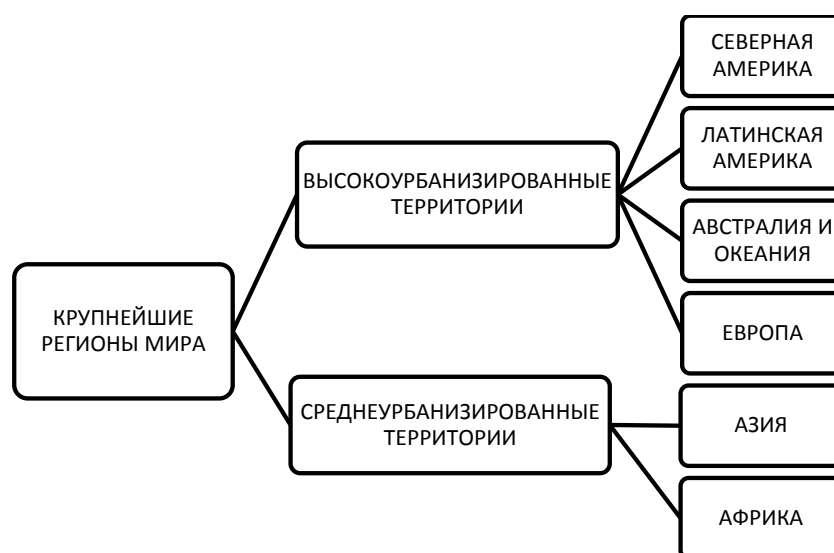 КРУПНЕЙШИЕ
РЕГИОНЫ МИРА
ВЫСОКОУРБАНИЗИРОВАННЫЕ
ТЕРРИТОРИИ
СЕВЕРНАЯ
АМЕРИКА
ЛАТИНСКАЯ
АМЕРИКА
АВСТРАЛИЯ И
ОКЕАНИЯ
ЕВРОПА
СРЕДНЕУРБАНИЗИРОВАННЫЕ
ТЕРРИТОРИИ
АЗИЯ
АФРИКА